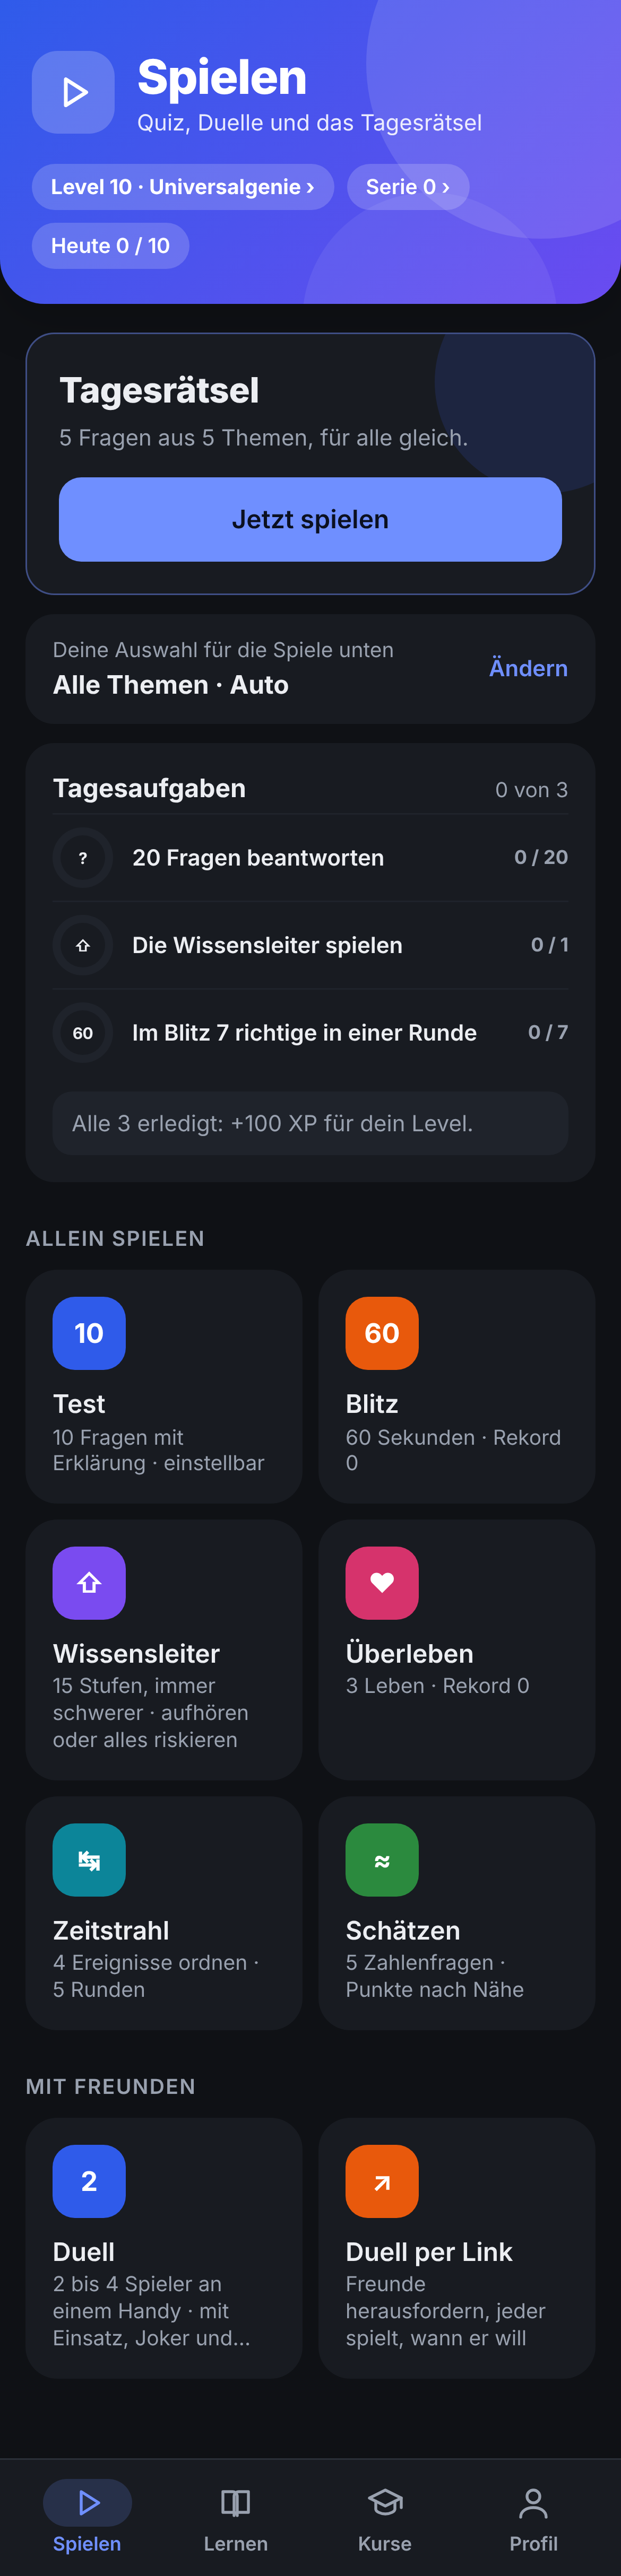 Spielen
Quiz, Duelle und das Tagesrätsel
Level 10 · Universalgenie ›
Serie 0 ›
Heute 0 / 10
Tagesrätsel
5 Fragen aus 5 Themen, für alle gleich.
Jetzt spielen
Deine Auswahl für die Spiele unten
Alle Themen · Auto
Ändern
Tagesaufgaben
0 von 3
?
20 Fragen beantworten
0 / 20
Die Wissensleiter spielen
0 / 1
60
Im Blitz 7 richtige in einer Runde
0 / 7
Alle 3 erledigt: +100 XP für dein Level.
ALLEIN SPIELEN
10
Test
10 Fragen mit
Erklärung · einstellbar
60
Blitz
60 Sekunden · Rekord
0
Wissensleiter
15 Stufen, immer
schwerer · aufhören
oder alles riskieren
Überleben
3 Leben · Rekord 0
Zeitstrahl
4 Ereignisse ordnen ·
5 Runden
≈
Schätzen
5 Zahlenfragen ·
Punkte nach Nähe
MIT FREUNDEN
2
Duell
2 bis 4 Spieler an
einem Handy · mit
Einsatz, Joker und…
Duell per Link
Freunde
herausfordern, jeder
spielt, wann er will
Spielen
Lernen
Kurse
Profil